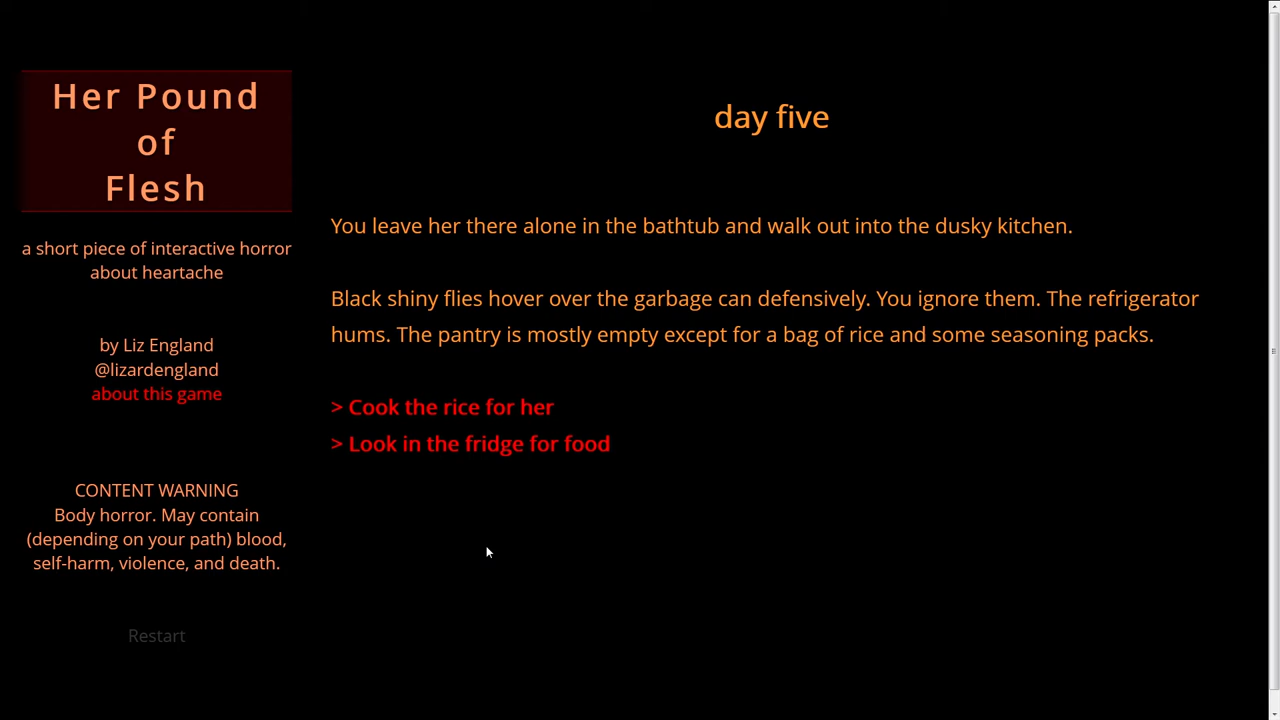 Her Pound
of
Flesh
a short piece of interactive horror
about heartache
by Liz England
@lizardengland
about this game
CONTENT WARNING
Body horror. May contain
(depending on your path) blood,
self-harm, violence, and death.
Restart
day five
You leave her there alone in the bathtub and walk out into the dusky kitchen.
Black shiny flies hover over the garbage can defensively. You ignore them. The refrigerator
hums. The pantry is mostly empty except for a bag of rice and some seasoning packs.
> Cook the rice for her
> Look in the fridge for food